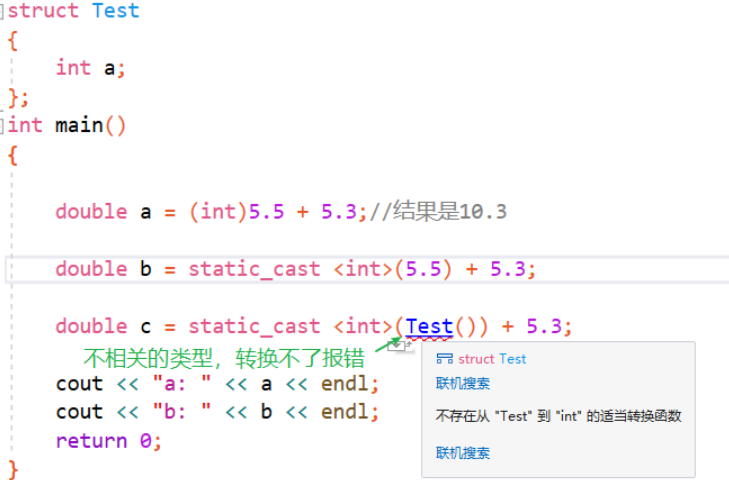 struct Test
{
int a;
};
int main()
{
double a = (int)5.5 + 5.3;//结果是10.3
double b = static_cast <int>(5.5) + 5.3;
double c = static_cast <int>(Test()) + 5.3;
不相关的类型，转换不了报错
struct Test
联机搜索
不存在从 "Test" 到 "int" 的适当转换函数
联机搜索
cout << "a: " << a << endl;
cout << "b: " << b << endl;
return 0;
}